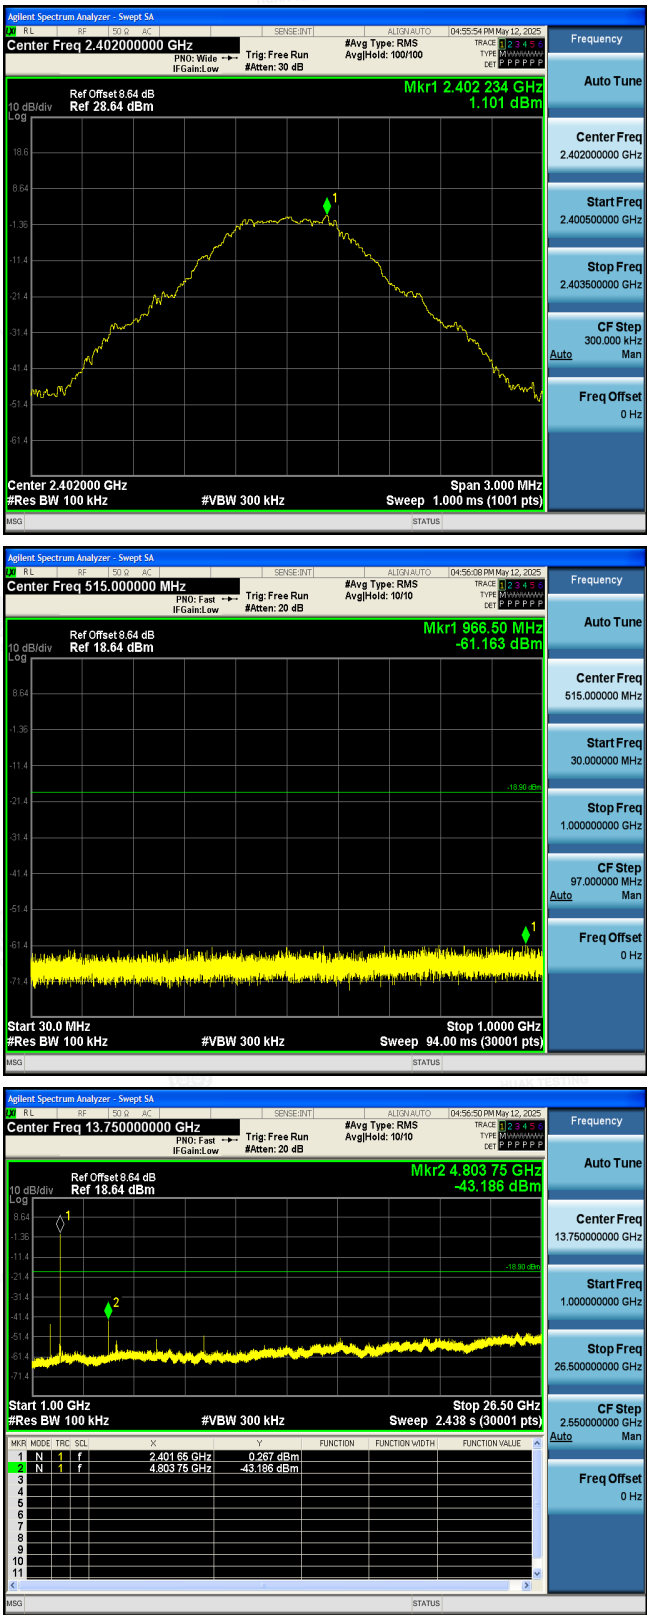 Agilent Spectrum Analyzer - Swept SA
LXI RL RF 50 Ω AC SENSE:INT ALIGNAUTO 04:55:54 PM May 12, 2025
Center Freq 2.402000000 GHz
PNO: Wide
IFGain:Low
Trig: Free Run
#Atten: 30 dB
#Avg Type: RMS
Avg|Hold: 100/100
TRACE 1 2 3 4 5 6
TYPE M
DET P P P P P P
Frequency
Ref Offset 8.64 dB
Ref 28.64 dBm
10 dB/div
Log
Mkr1 2.402 234 GHz
1.101 dBm
18.6
8.64
-1.36
-11.4
-21.4
-31.4
-41.4
-51.4
-61.4
1
Center 2.402000 GHz
Span 3.000 MHz
#Res BW 100 kHz
#VBW 300 kHz
Sweep 1.000 ms (1001 pts)
Auto Tune
Center Freq
2.402000000 GHz
Start Freq
2.400500000 GHz
Stop Freq
2.403500000 GHz
CF Step
300.000 kHz
Auto Man
Freq Offset
0 Hz
MSG STATUS
Agilent Spectrum Analyzer - Swept SA
LXI RL RF 50 Ω AC SENSE:INT ALIGNAUTO 04:56:08 PM May 12, 2025
Center Freq 515.000000 MHz
PNO: Fast
IFGain:Low
Trig: Free Run
#Atten: 20 dB
#Avg Type: RMS
Avg|Hold: 10/10
TRACE 1 2 3 4 5 6
TYPE M
DET P P P P P P
Frequency
Ref Offset 8.64 dB
Ref 18.64 dBm
10 dB/div
Log
Mkr1 966.50 MHz
-61.163 dBm
8.64
-1.36
-11.4
-21.4
-31.4
-41.4
-51.4
-61.4
-71.4
-18.90 dBm
1
Start 30.0 MHz
Stop 1.0000 GHz
#Res BW 100 kHz
#VBW 300 kHz
Sweep 94.00 ms (30001 pts)
Auto Tune
Center Freq
515.000000 MHz
Start Freq
30.000000 MHz
Stop Freq
1.000000000 GHz
CF Step
97.000000 MHz
Auto Man
Freq Offset
0 Hz
MSG STATUS
HUAK TESTING
Agilent Spectrum Analyzer - Swept SA
LXI RL RF 50 Ω AC SENSE:INT ALIGNAUTO 04:56:50 PM May 12, 2025
Center Freq 13.750000000 GHz
PNO: Fast
IFGain:Low
Trig: Free Run
#Atten: 20 dB
#Avg Type: RMS
Avg|Hold: 10/10
TRACE 1 2 3 4 5 6
TYPE M
DET P P P P P P
Frequency
Ref Offset 8.64 dB
Ref 18.64 dBm
10 dB/div
Log
Mkr2 4.803 75 GHz
-43.186 dBm
8.64
-1.36
-11.4
-21.4
-31.4
-41.4
-51.4
-61.4
-71.4
-18.90 dBm
1
2
Start 1.00 GHz
Stop 26.50 GHz
#Res BW 100 kHz
#VBW 300 kHz
Sweep 2.438 s (30001 pts)
MKR MODE TRC SCL X Y FUNCTION FUNCTION WIDTH FUNCTION VALUE
1 N 1 f 2.401 65 GHz 0.267 dBm
2 N 1 f 4.803 75 GHz -43.186 dBm
3
4
5
6
7
8
9
10
11
Auto Tune
Center Freq
13.750000000 GHz
Start Freq
1.000000000 GHz
Stop Freq
26.500000000 GHz
CF Step
2.550000000 GHz
Auto Man
Freq Offset
0 Hz
MSG STATUS